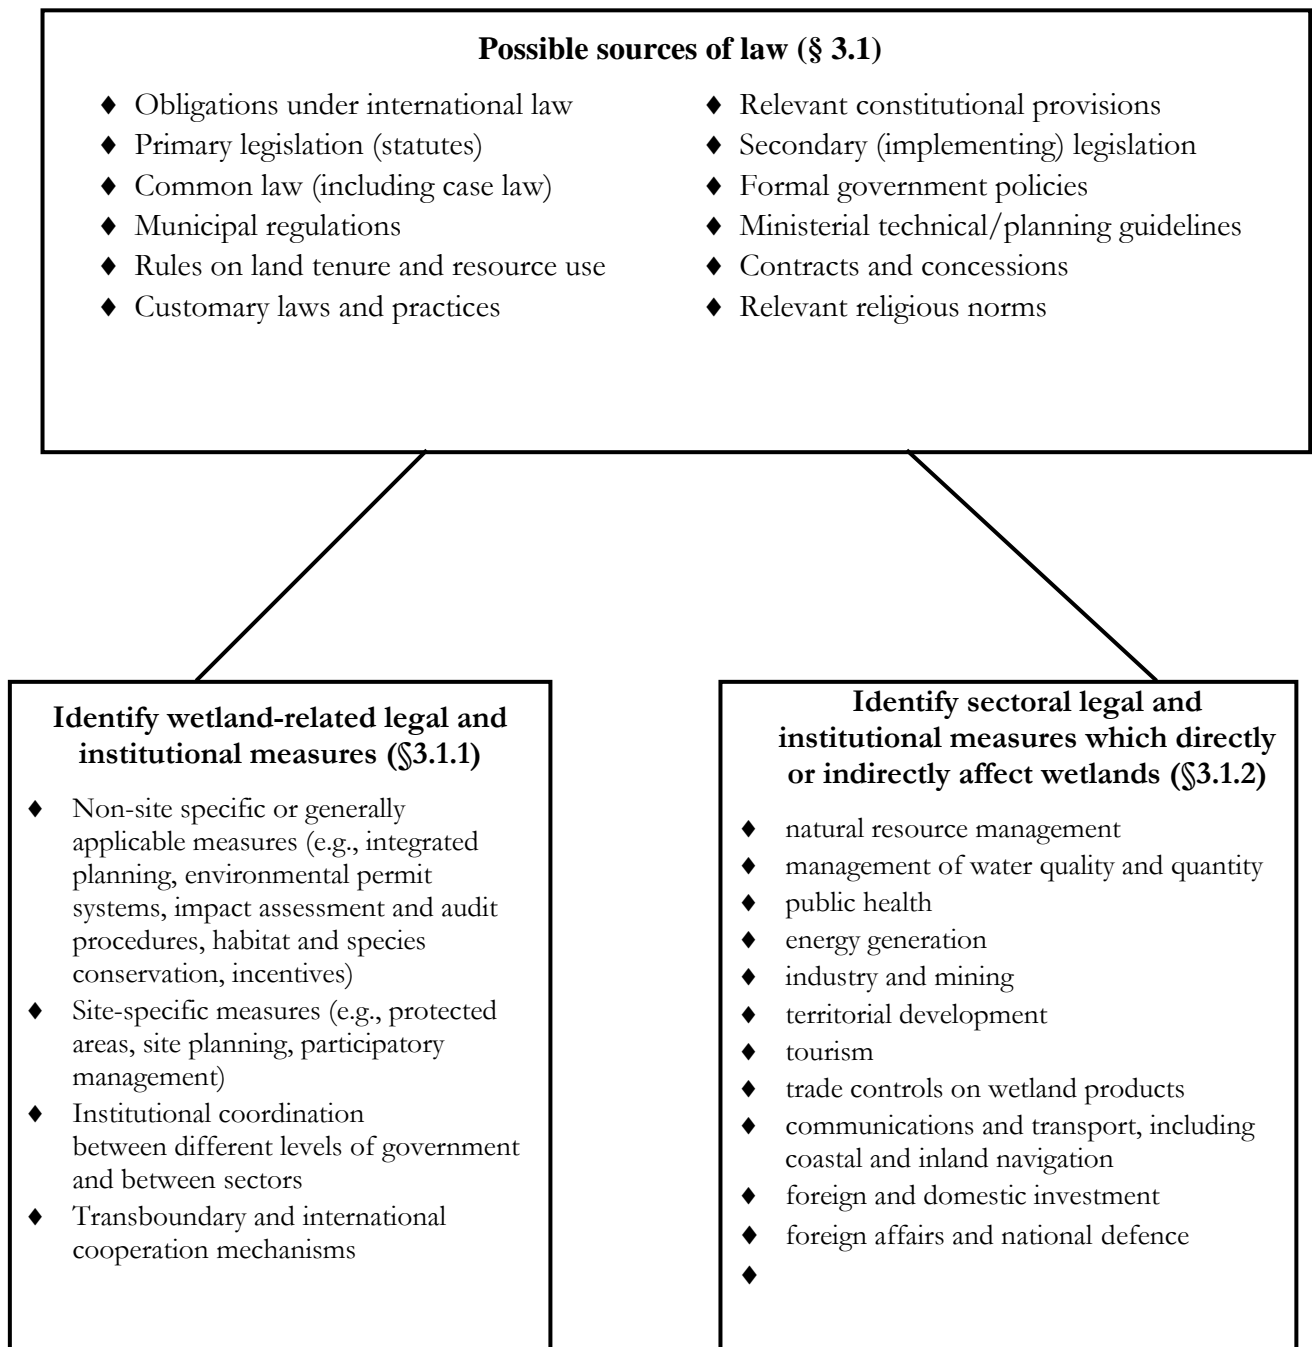 Possible sources of law (§ 3.1)
♦ Obligations under international law
♦ Primary legislation (statutes)
♦ Common law (including case law)
♦ Municipal regulations
♦ Rules on land tenure and resource use
♦ Customary laws and practices
♦ Relevant constitutional provisions
♦ Secondary (implementing) legislation
♦ Formal government policies
♦ Ministerial technical/planning guidelines
♦ Contracts and concessions
♦ Relevant religious norms
Identify wetland-related legal and
institutional measures (§3.1.1)
♦ Non-site specific or generally
applicable measures (e.g., integrated
planning, environmental permit
systems, impact assessment and audit
procedures, habitat and species
conservation, incentives)
♦ Site-specific measures (e.g., protected
areas, site planning, participatory
management)
♦ Institutional coordination
between different levels of government
and between sectors
♦ Transboundary and international
cooperation mechanisms
Identify sectoral legal and
institutional measures which directly
or indirectly affect wetlands (§3.1.2)
♦ natural resource management
♦ management of water quality and quantity
♦ public health
♦ energy generation
♦ industry and mining
♦ territorial development
♦ tourism
♦ trade controls on wetland products
♦ communications and transport, including
coastal and inland navigation
♦ foreign and domestic investment
♦ foreign affairs and national defence
♦